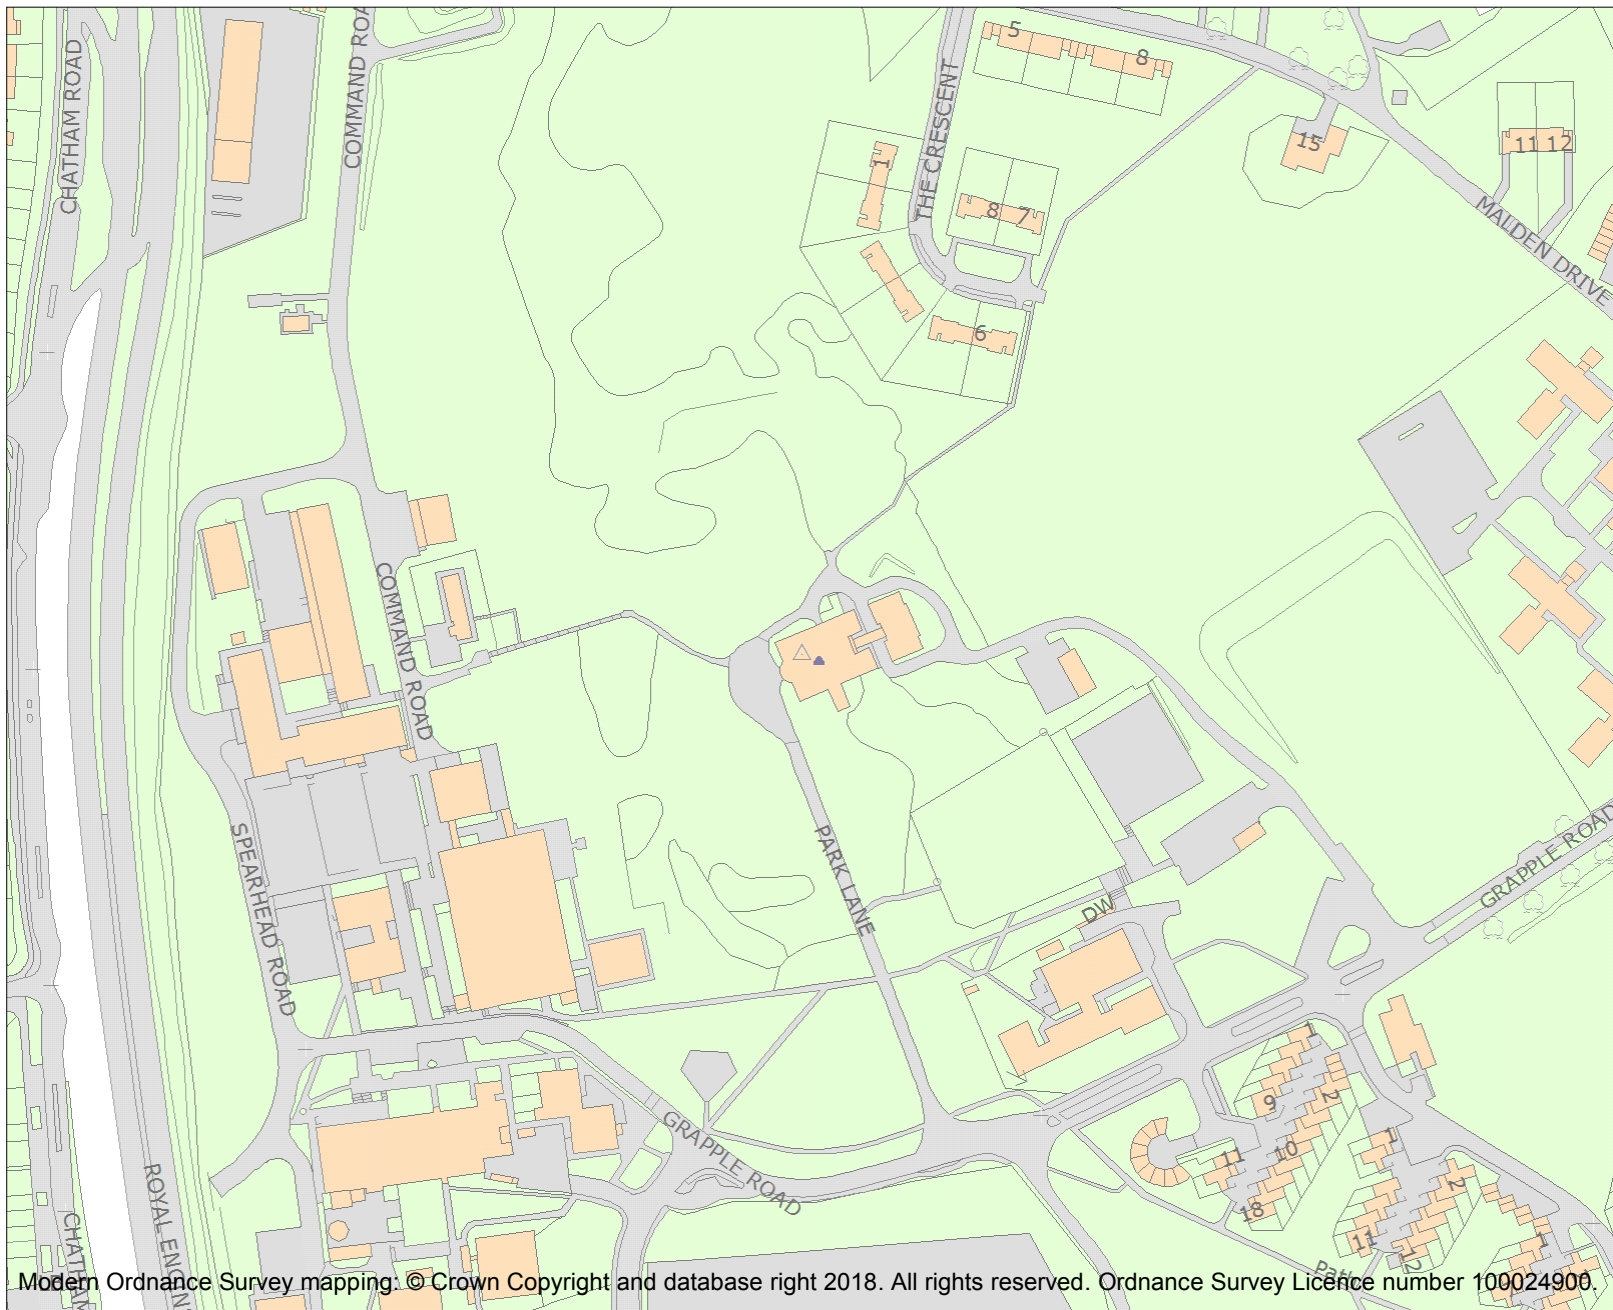 CHATHAM ROAD
COMMAND ROA
THE CRESCENT
5
8
1
8
7
6
15
11 12
MALDEN DRIVE
COMMAND ROAD
SPEARHEAD ROAD
PARK LANE
DW
GRAPPLE ROAD
GRAPPLE ROAD
ROYAL ENGIN
CHATHAM
1
2
9
10
11
18
1
2
11
12
1
Path
Modern Ordnance Survey mapping: © Crown Copyright and database right 2018. All rights reserved. Ordnance Survey Licence number 100024900.